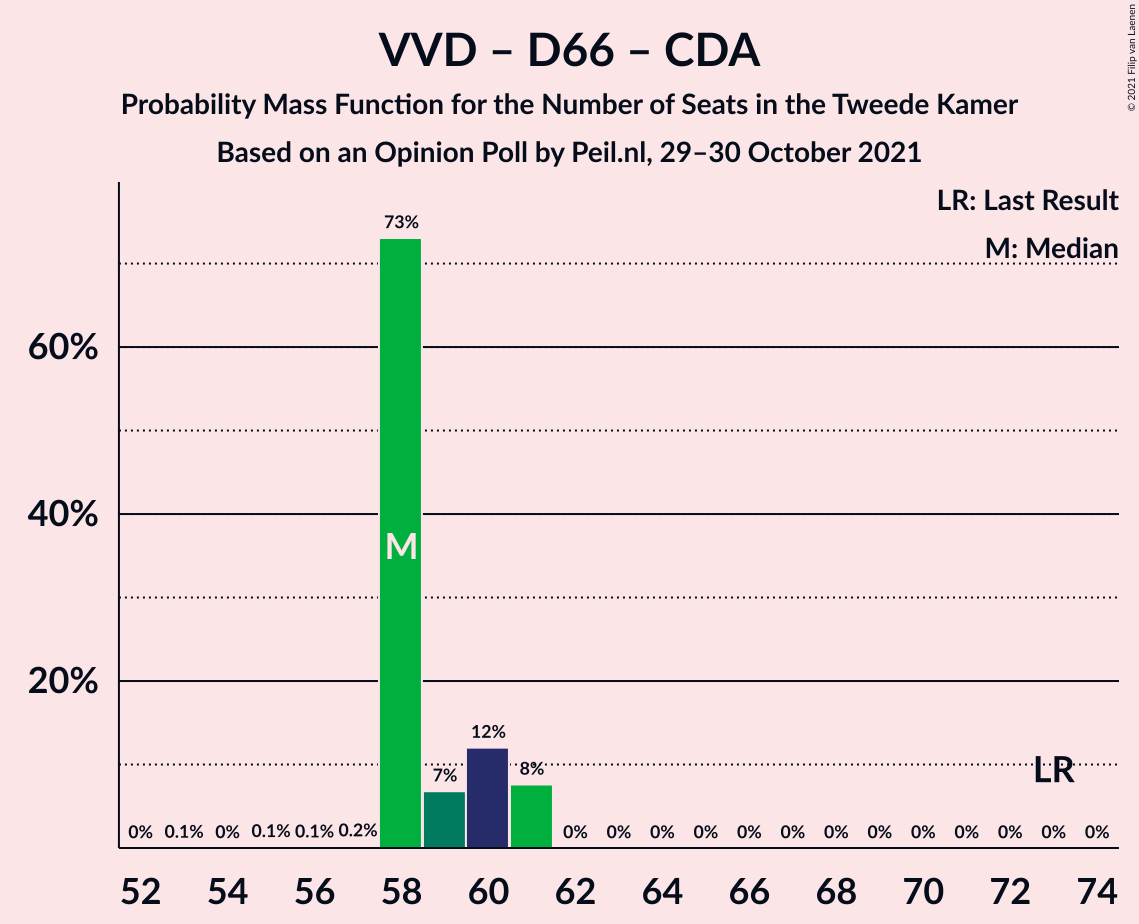 VVD – D66 – CDA
Probability Mass Function for the Number of Seats in the Tweede Kamer
Based on an Opinion Poll by Peil.nl, 29–30 October 2021
© 2021 Filip van Laenen
LR: Last Result
M: Median
73%
60%
40%
M
20%
12%
7%
8%
LR
0% 0.1% 0% 0.1% 0.1% 0.2% 0% 0% 0% 0% 0% 0% 0% 0% 0% 0% 0% 0% 0%
52 54 56 58 60 62 64 66 68 70 72 74